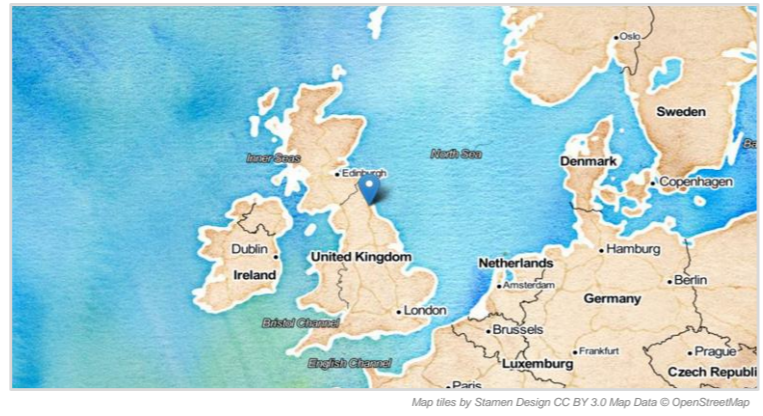 Oslo
Sweden
Inner Seas
North Sea
Denmark
Ba
Edinburgh
Copenhagen
Dublin
United Kingdom
Hamburg
Ireland
Netherlands
Amsterdam
Berlin
Germany
London
Bristol Channel
Brussels
English Channel
Luxemburg
Frankfurt
Prague
Czech Republi
Paris
Map tiles by Stamen Design CC BY 3.0 Map Data © OpenStreetMap